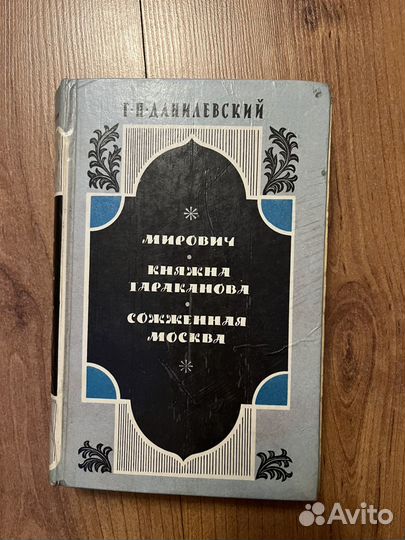 Г·П·ДАНИЛЕВСКИЙ
МИРОВИЧ
КНЯЖНА
ТАРАКАНОВА
СОЖЖЕННАЯ
МОСКВА
Avito